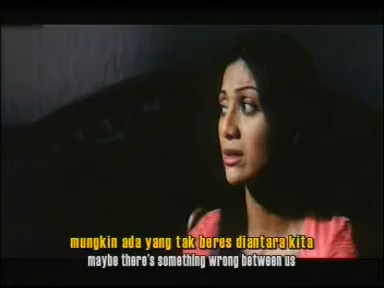 mungkin ada yang tak beres diantara kita
maybe there's something wrong between us